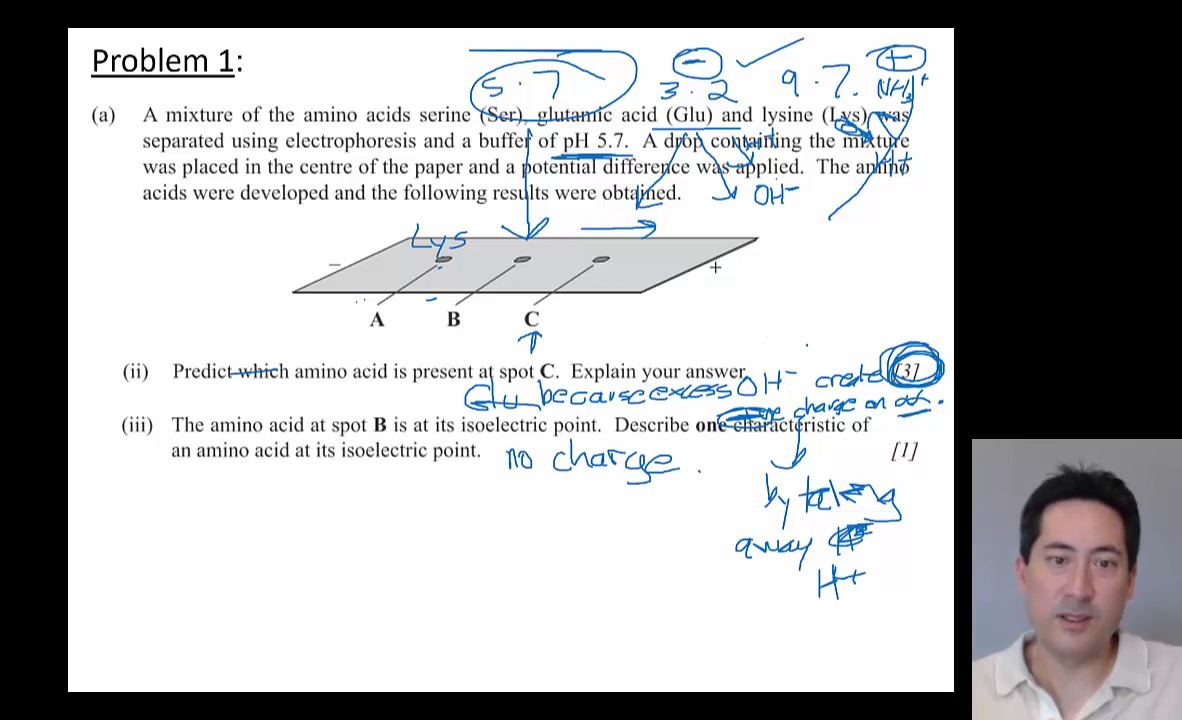 Problem 1:
5.7 3.2 − 9.7. +
NH3+
(a) A mixture of the amino acids serine (Ser), glutamic acid (Glu) and lysine (Lys) was
separated using electrophoresis and a buffer of pH 5.7. A drop containing the mixture
was placed in the centre of the paper and a potential difference was applied. The amino
acids were developed and the following results were obtained.
H+
H+
OH-
Lys
− +
A B C
(ii) Predict which amino acid is present at spot C. Explain your answer. [3]
Glu because excess OH- created
-ve charge on
(iii) The amino acid at spot B is at its isoelectric point. Describe one characteristic of
an amino acid at its isoelectric point. [1]
no charge.
by taking
away
H+